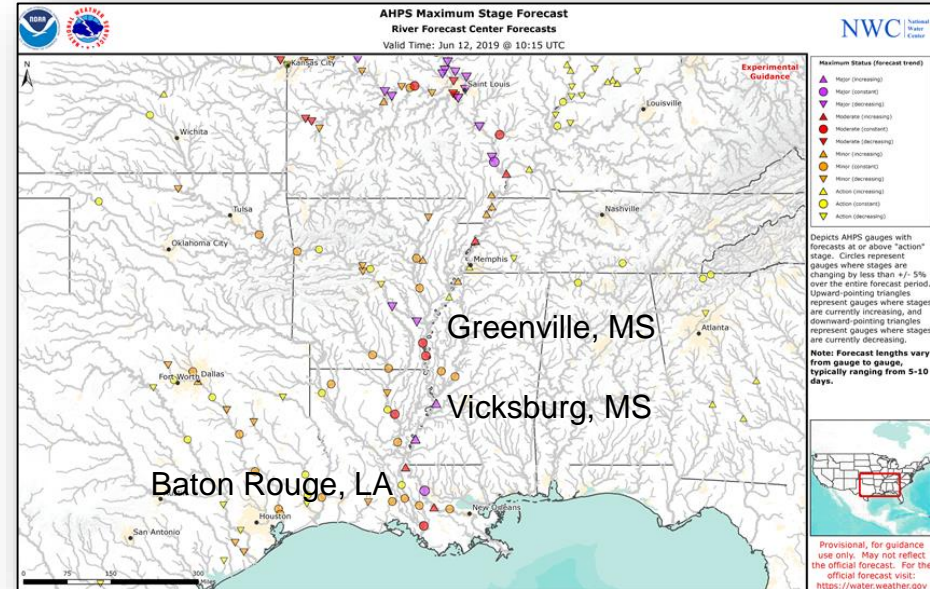 AHPS Maximum Stage Forecast
River Forecast Center Forecasts
Valid Time: Jun 12, 2019 @ 10:15 UTC
NOAA
NWC National
Water
Center
N
Experimental
Guidance
Kansas City
Saint Louis
Louisville
Wichita
Tulsa
Nashville
Oklahoma City
Memphis
Atlanta
Greenville, MS
Fort Worth
Dallas
Vicksburg, MS
Baton Rouge, LA
Houston
New Orleans
San Antonio
0 75 150 300
Miles
Maximum Status (forecast trend)
Major (increasing)
Major (constant)
Major (decreasing)
Moderate (increasing)
Moderate (constant)
Moderate (decreasing)
Minor (increasing)
Minor (constant)
Minor (decreasing)
Action (increasing)
Action (constant)
Action (decreasing)
Depicts AHPS gauges with
forecasts at or above "action"
stage. Circles represent
gauges where stages are
changing by less than +/- 5%
over the entire forecast period.
Upward-pointing triangles
represent gauges where stages
are currently increasing, and
downward-pointing triangles
represent gauges where stages
are currently decreasing.
Note: Forecast lengths vary
from gauge to gauge,
typically ranging from 5-10
days.
Provisional, for guidance
use only. May not reflect
the official forecast. For the
official forecast visit:
https://water.weather.gov